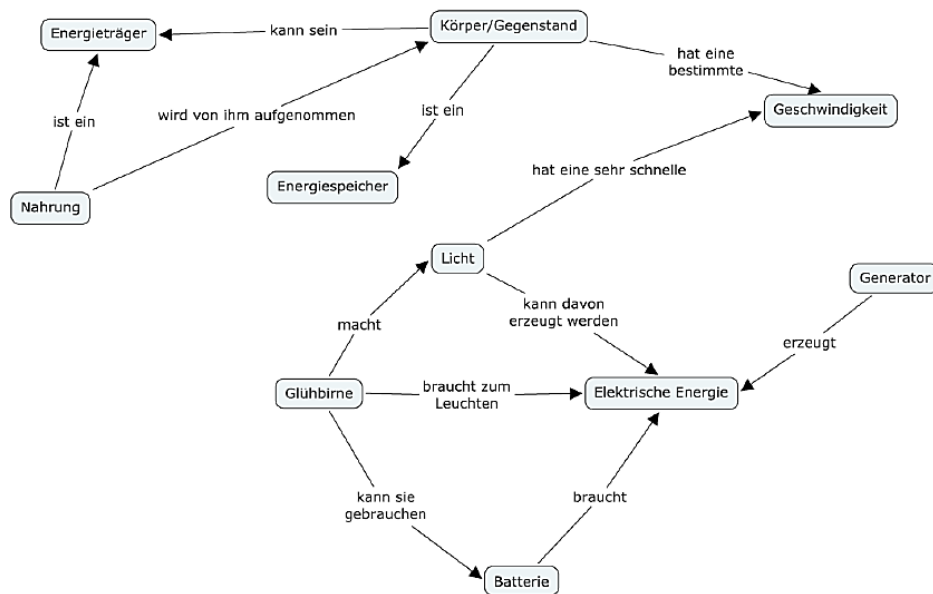 Energieträger
kann sein
Körper/Gegenstand
hat eine
bestimmte
Geschwindigkeit
ist ein
wird von ihm aufgenommen
ist ein
hat eine sehr schnelle
Energiespeicher
Nahrung
Licht
Generator
kann davon
erzeugt werden
macht
erzeugt
Glühbirne
braucht zum
Leuchten
Elektrische Energie
kann sie
gebrauchen
braucht
Batterie